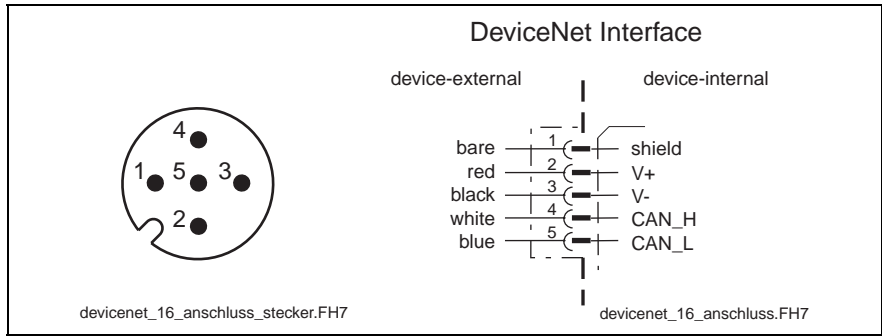 DeviceNet Interface
device-external device-internal
4
1 5 3
2
bare 1 shield
red 2 V+
black 3 V-
white 4 CAN_H
blue 5 CAN_L
devicenet_16_anschluss_stecker.FH7 devicenet_16_anschluss.FH7